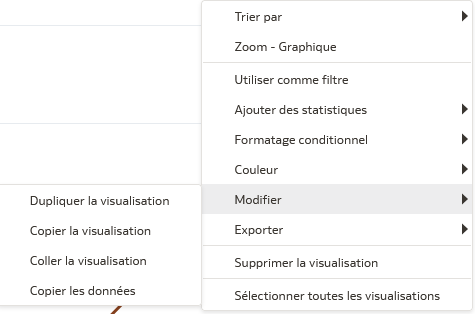 Trier par
Zoom - Graphique
Utiliser comme filtre
Ajouter des statistiques
Formatage conditionnel
Couleur
Modifier
Exporter
Supprimer la visualisation
Sélectionner toutes les visualisations
Dupliquer la visualisation
Copier la visualisation
Coller la visualisation
Copier les données